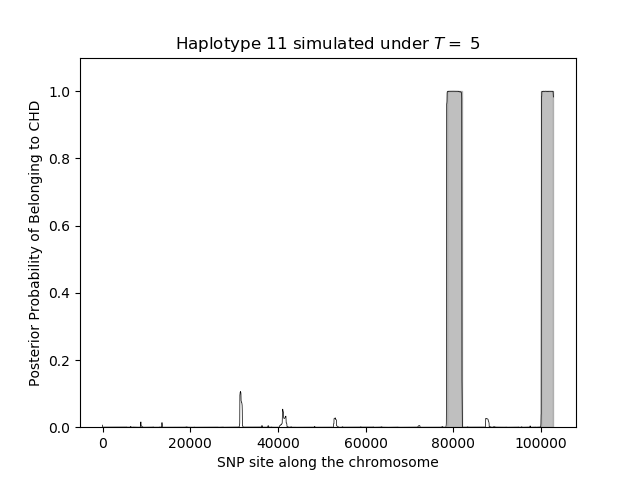 Haplotype 11 simulated under T = 5
Posterior Probability of Belonging to CHD
1.0
0.8
0.6
0.4
0.2
0.0
0 20000 40000 60000 80000 100000
SNP site along the chromosome